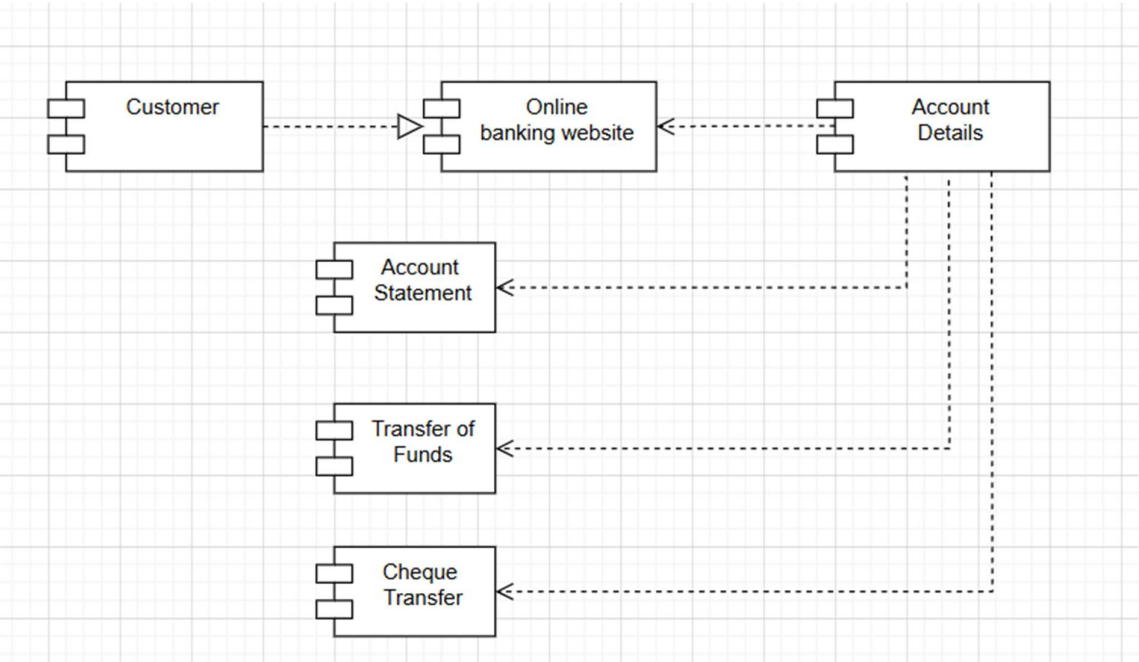 Customer
Online
banking website
Account
Details
Account
Statement
Transfer of
Funds
Cheque
Transfer